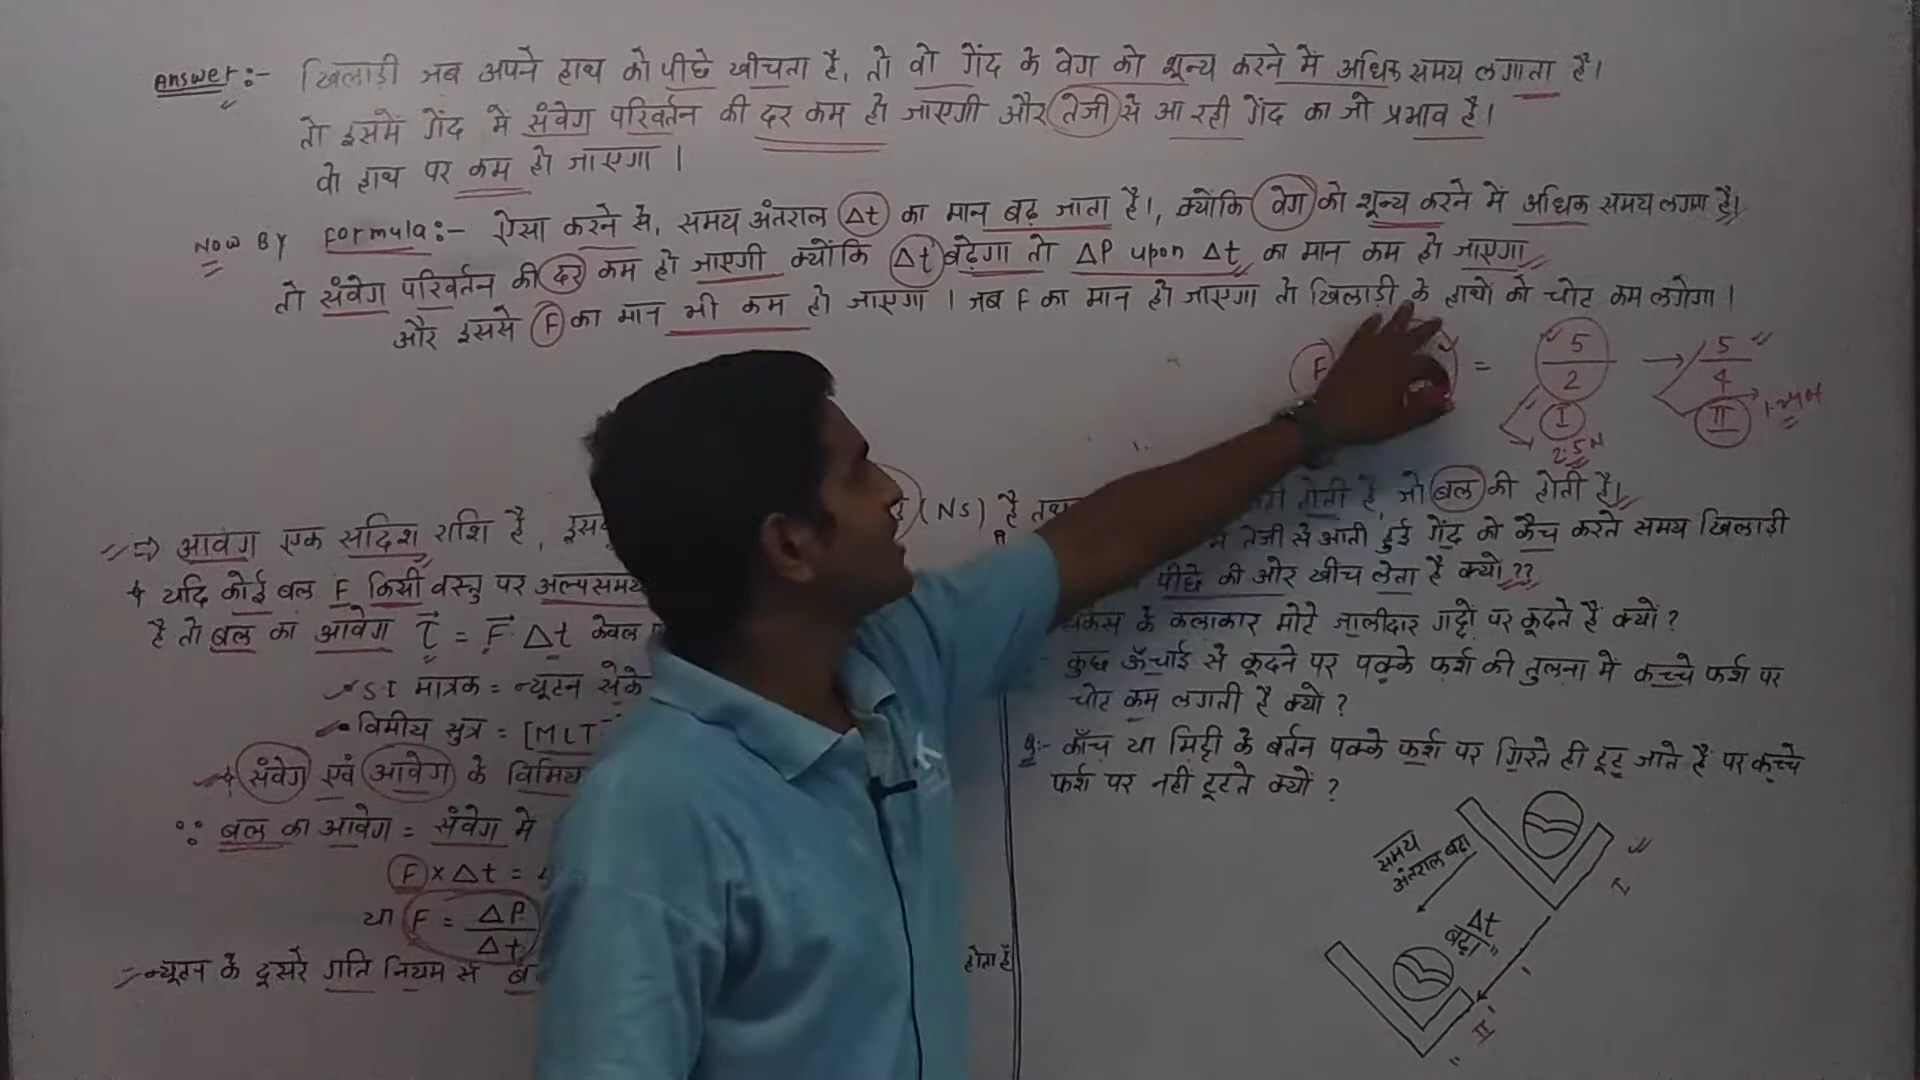 Answer:- खिलाड़ी जब अपने हाथ को पीछे खीचता है, तो वो गेंद के वेग को शून्य करने में अधिक समय लगाता है।
तो इसमें गेंद में संवेग परिवर्तन की दर कम हो जाएगी और तेजी से आ रही गेंद का जो प्रभाव है।
वो हाथ पर कम हो जाएगा।
NOW BY Formula:- ऐसा करने से, समय अंतराल Δt का मान बढ़ जाता है।, क्योंकि वेग को शून्य करने में अधिक समय लगता है।
तो संवेग परिवर्तन की दर कम हो जाएगी क्योंकि Δt बढ़ेगा तो ΔP upon Δt का मान कम हो जाएगा
और इससे F का मान भी कम हो जाएगा। जब F का मान हो जाएगा तो खिलाड़ी के हाथों को चोट कम लगेगा।
F = 5/2 → 5/4
I II
2.5N
⇒ आवेग एक सदिश राशि है, (NS) है जो बल की होती है।
यदि कोई बल F किसी वस्तु पर अल्पसमय
है तो बल का आवेग = F⃗. Δt केवल
SI मात्रक = न्यूटन
विमीय सुत्र = [MLT
संवेग एवं आवेग के
∵ बल का आवेग = संवेग में
F × Δt =
या F = ΔP/Δt
न्यूटन के दूसरे गति नियम से होता है
तेजी से आती हुई गेंद को कैच करते समय खिलाड़ी
पीछे की ओर खीच लेता है क्यो??
के कलाकार मोटे जालीदार गद्दो पर कूदते हैं क्यो?
कुछ ऊँचाई से कूदने पर पक्के फर्श की तुलना मे कच्चे फर्श पर
चोट कम लगती है क्यो?
Q:- काँच या मिट्टी के बर्तन पक्के फर्श पर गिरते ही टूट जाते हैं पर कच्चे
फर्श पर नही टूटते क्यो?
समय
अंतराल बढ़ा
I
Δt
बढ़ा
II